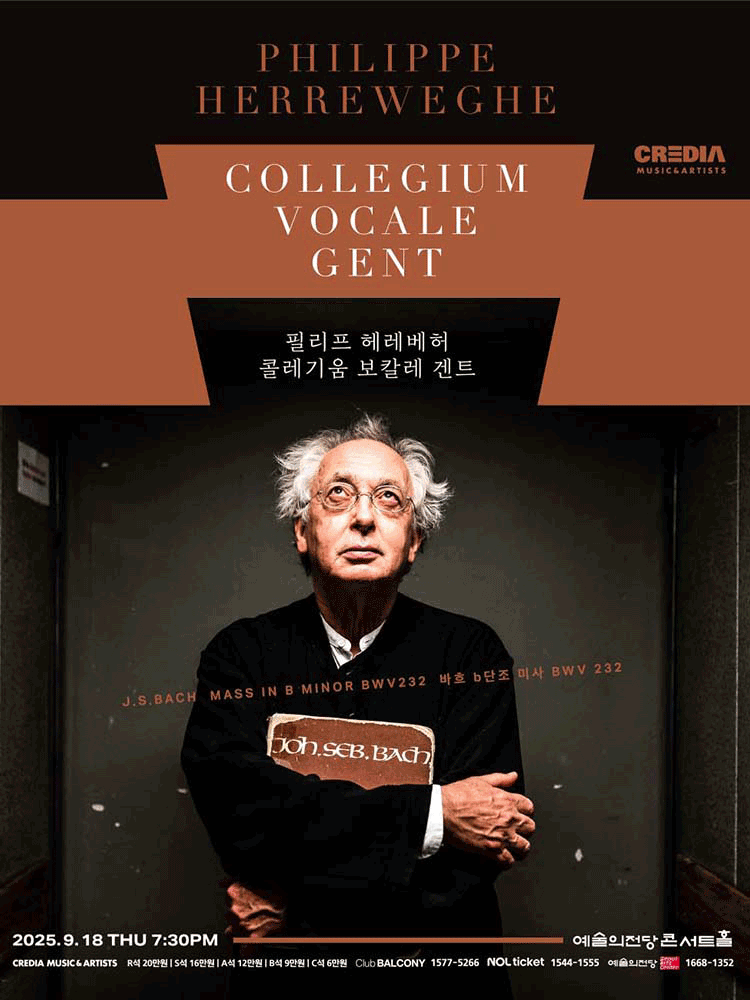 PHILIPPE
HERREWEGHE
CREDIA
MUSIC&ARTISTS
COLLEGIUM
VOCALE
GENT
필리프 헤레베허
콜레기움 보칼레 겐트
J.S.BACH MASS IN B MINOR BWV232 바흐 b단조 미사 BWV 232
Joh.SEB.BACH
2025.9.18 THU 7:30PM
예술의전당 콘서트홀
CREDIA MUSIC & ARTISTS R석 20만원 | S석 16만원 | A석 12만원 | B석 9만원 | C석 6만원 Club BALCONY 1577-5266 NOL ticket 1544-1555 예술의전당 Seoul Arts Center 1668-1352